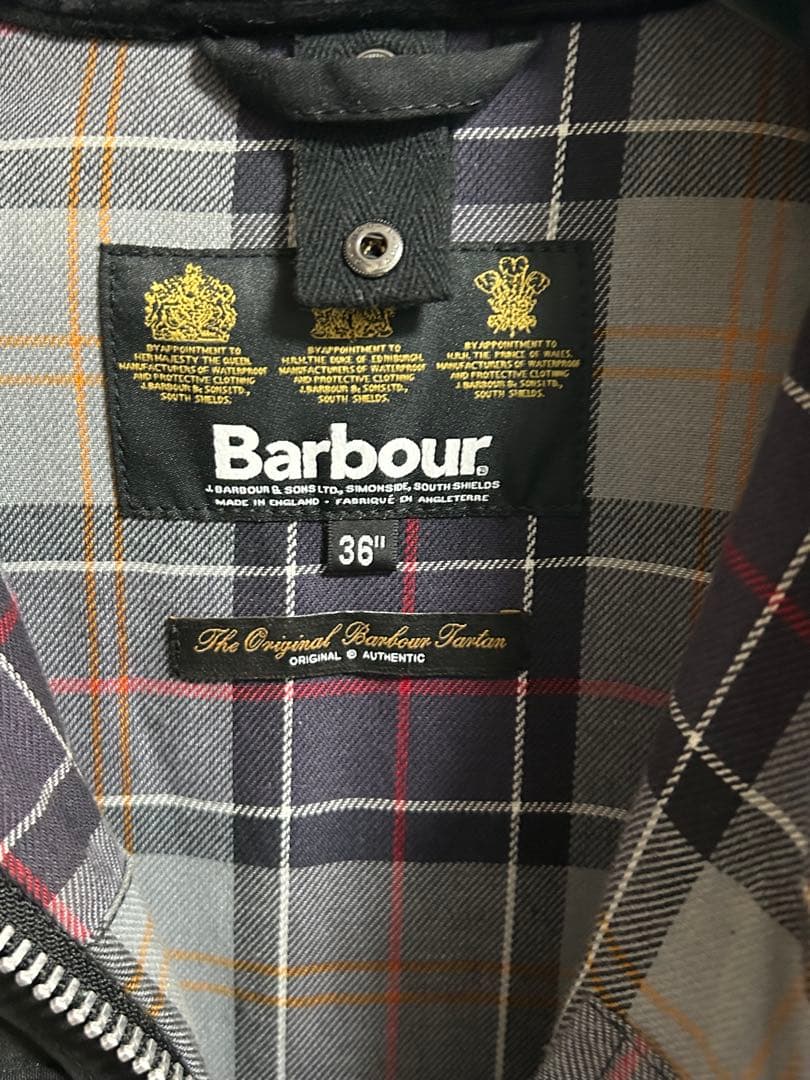 BY APPOINTMENT TO
HER MAJESTY THE QUEEN
MANUFACTURERS OF WATERPROOF
AND PROTECTIVE CLOTHING
J.BARBOUR & SONS LTD.,
SOUTH SHIELDS.
BY APPOINTMENT TO
H.R.H. THE DUKE OF EDINBURGH,
MANUFACTURERS OF WATERPROOF
AND PROTECTIVE CLOTHING
J.BARBOUR & SONS LTD.,
SOUTH SHIELDS.
BY APPOINTMENT TO
H.R.H. THE PRINCE OF WALES,
MANUFACTURERS OF WATERPROOF
AND PROTECTIVE CLOTHING
J.BARBOUR & SONS LTD.,
SOUTH SHIELDS.
Barbour®
J.BARBOUR & SONS LTD., SIMONSIDE, SOUTH SHIELDS
MADE IN ENGLAND - FABRIQUÉ EN ANGLETERRE
36"
The Original Barbour Tartan
ORIGINAL © AUTHENTIC